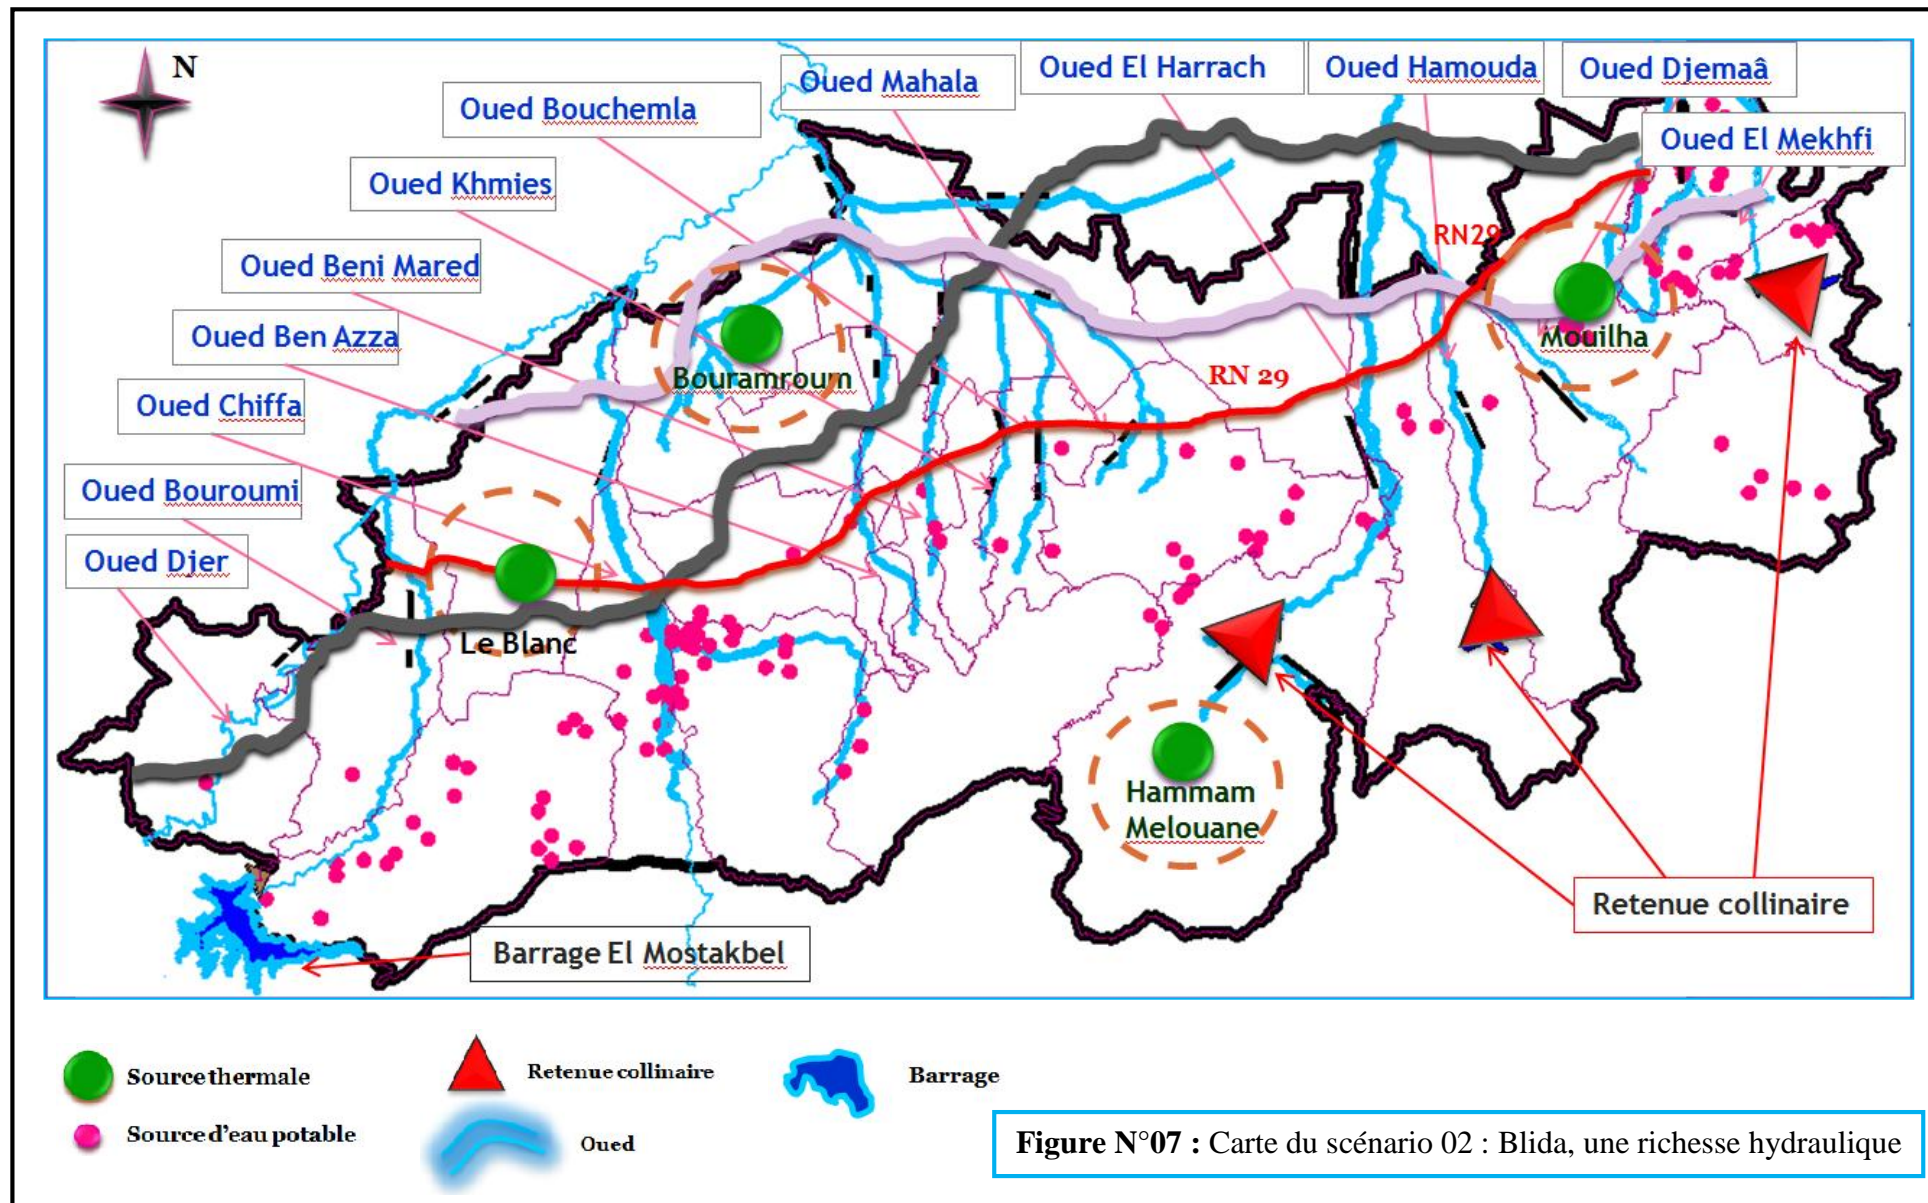 N
Oued Mahala
Oued El Harrach
Oued Hamouda
Oued Djemaâ
Oued Bouchemla
Oued El Mekhfi
Oued Khmies
Oued Beni Mared
RN29
Oued Ben Azza
Mouilha
Bouramroum
RN 29
Oued Chiffa
Oued Bouroumi
Oued Djer
Le Blanc
Hammam
Melouane
Retenue collinaire
Barrage El Mostakbel
Source thermale
Retenue collinaire
Barrage
Source d'eau potable
Oued
Figure N°07 : Carte du scénario 02 : Blida, une richesse hydraulique